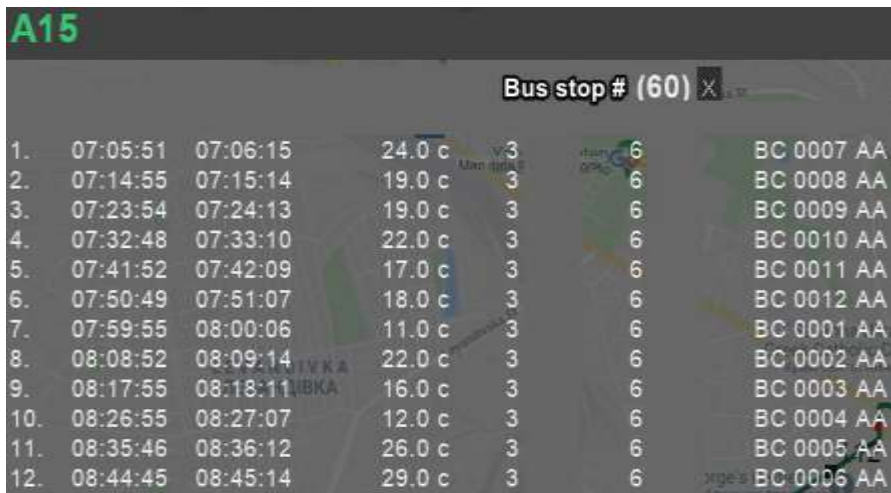 A15
Bus stop # (60) X
1. 07:05:51 07:06:15 24.0 c 3 6 BC 0007 AA
2. 07:14:55 07:15:14 19.0 c 3 6 BC 0008 AA
3. 07:23:54 07:24:13 19.0 c 3 6 BC 0009 AA
4. 07:32:48 07:33:10 22.0 c 3 6 BC 0010 AA
5. 07:41:52 07:42:09 17.0 c 3 6 BC 0011 AA
6. 07:50:49 07:51:07 18.0 c 3 6 BC 0012 AA
7. 07:59:55 08:00:06 11.0 c 3 6 BC 0001 AA
8. 08:08:52 08:09:14 22.0 c 3 6 BC 0002 AA
9. 08:17:55 08:18:11 16.0 c 3 6 BC 0003 AA
10. 08:26:55 08:27:07 12.0 c 3 6 BC 0004 AA
11. 08:35:46 08:36:12 26.0 c 3 6 BC 0005 AA
12. 08:44:45 08:45:14 29.0 c 3 6 BC 0006 AA